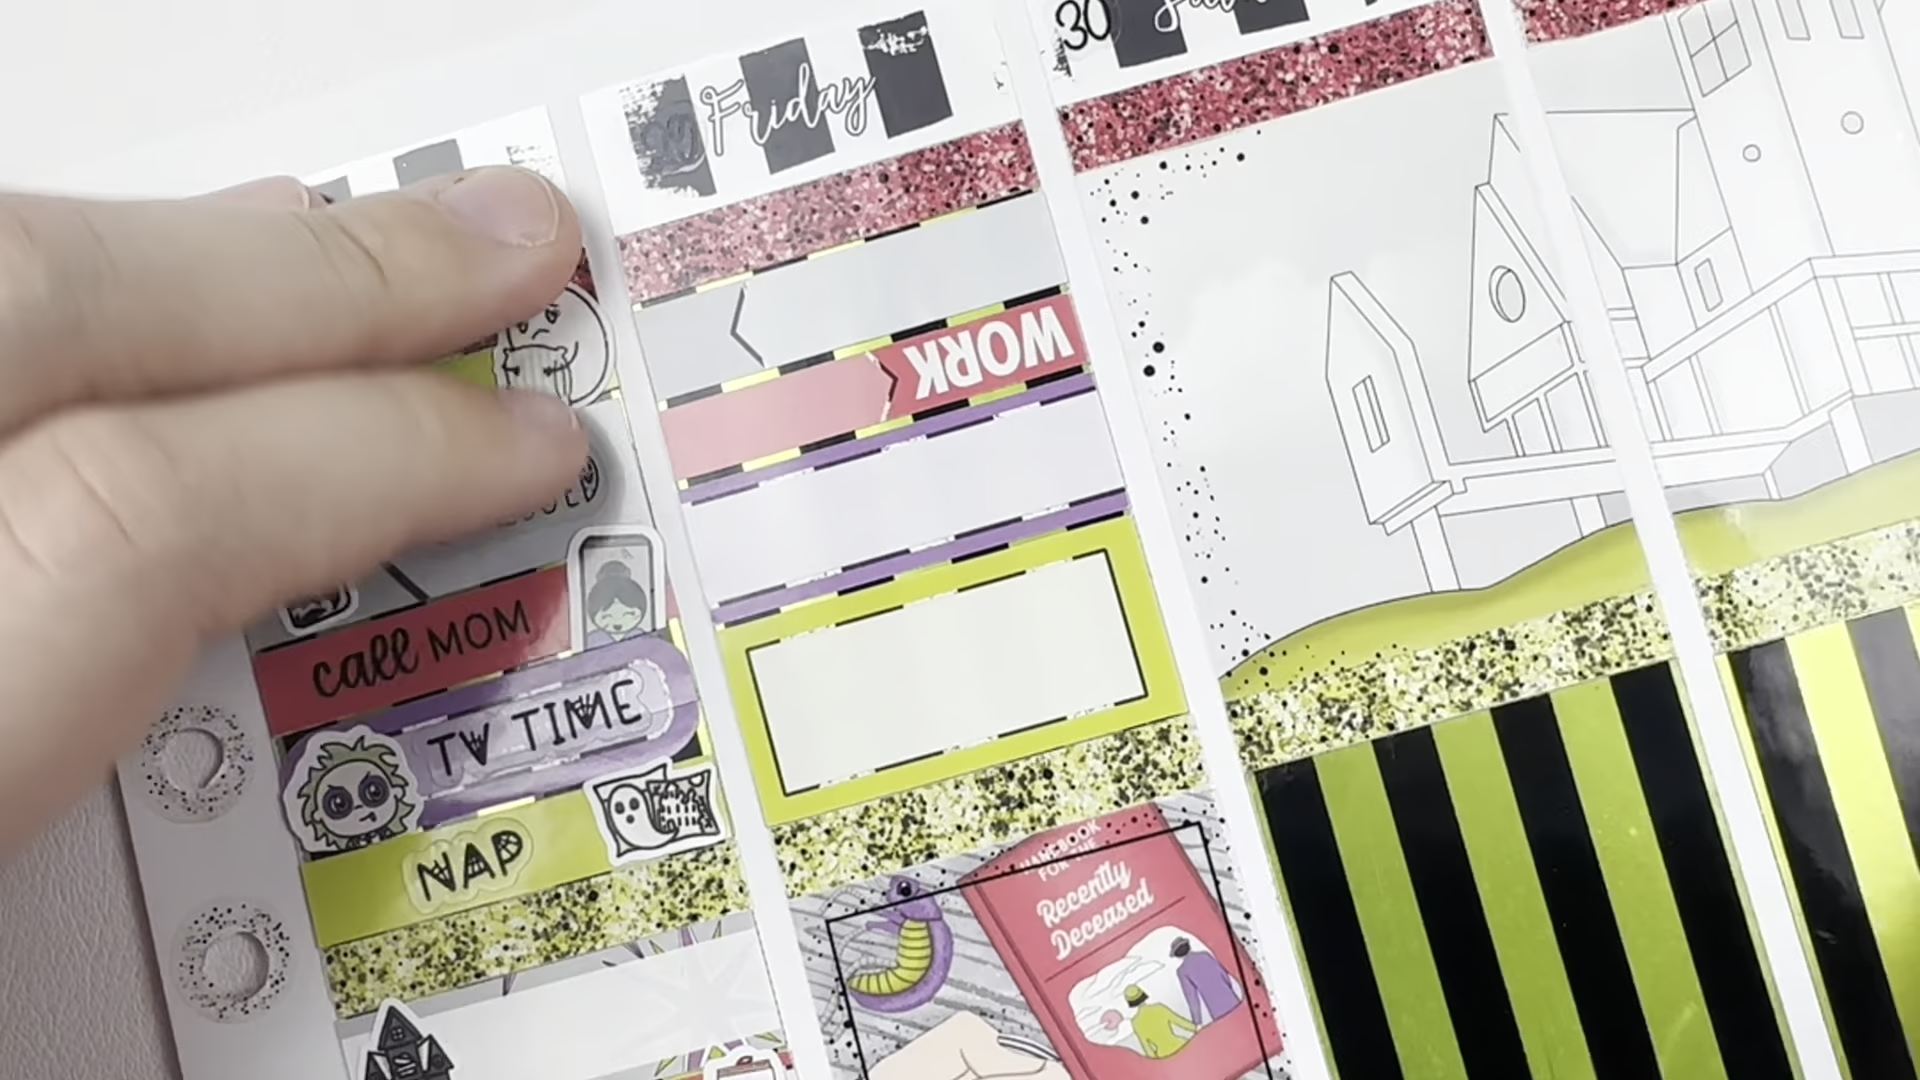 Friday
30
WORK
call MOM
TV TIME
NAP
HANDBOOK
FOR THE
Recently
Deceased